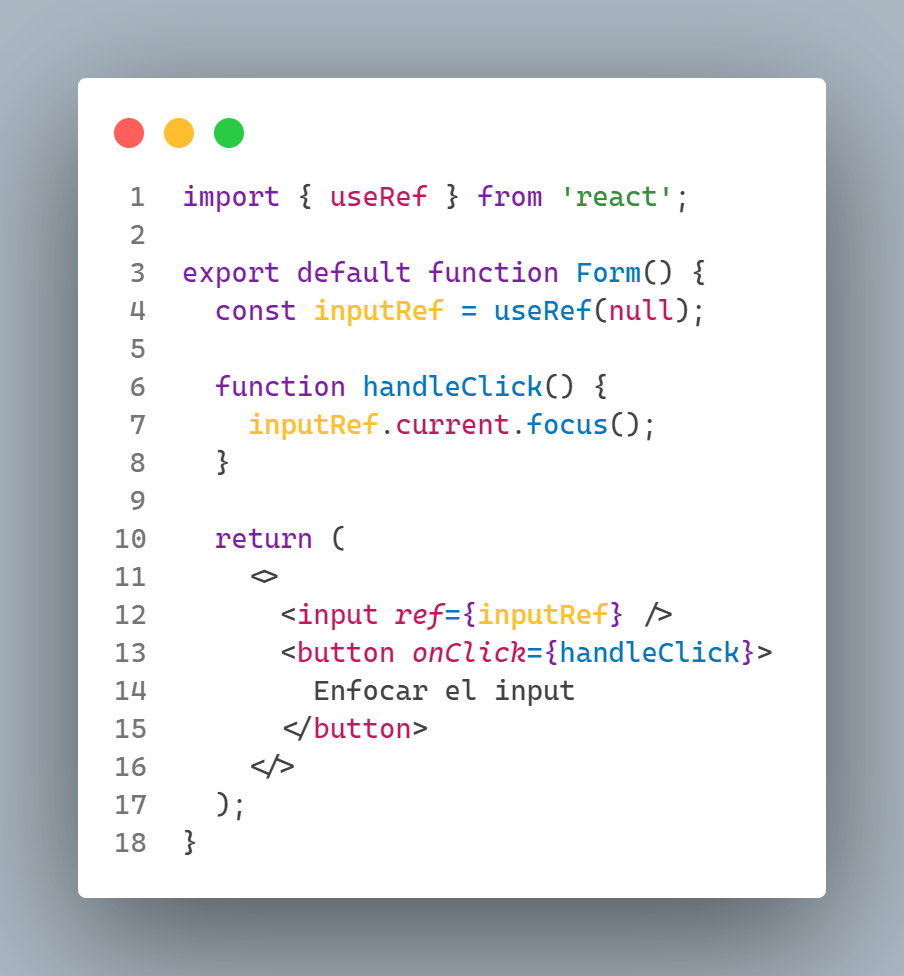 1 import { useRef } from 'react';
2
3 export default function Form() {
4   const inputRef = useRef(null);
5
6   function handleClick() {
7     inputRef.current.focus();
8   }
9
10   return (
11     <>
12       <input ref={inputRef} />
13       <button onClick={handleClick}>
14         Enfocar el input
15       </button>
16     </>
17   );
18 }